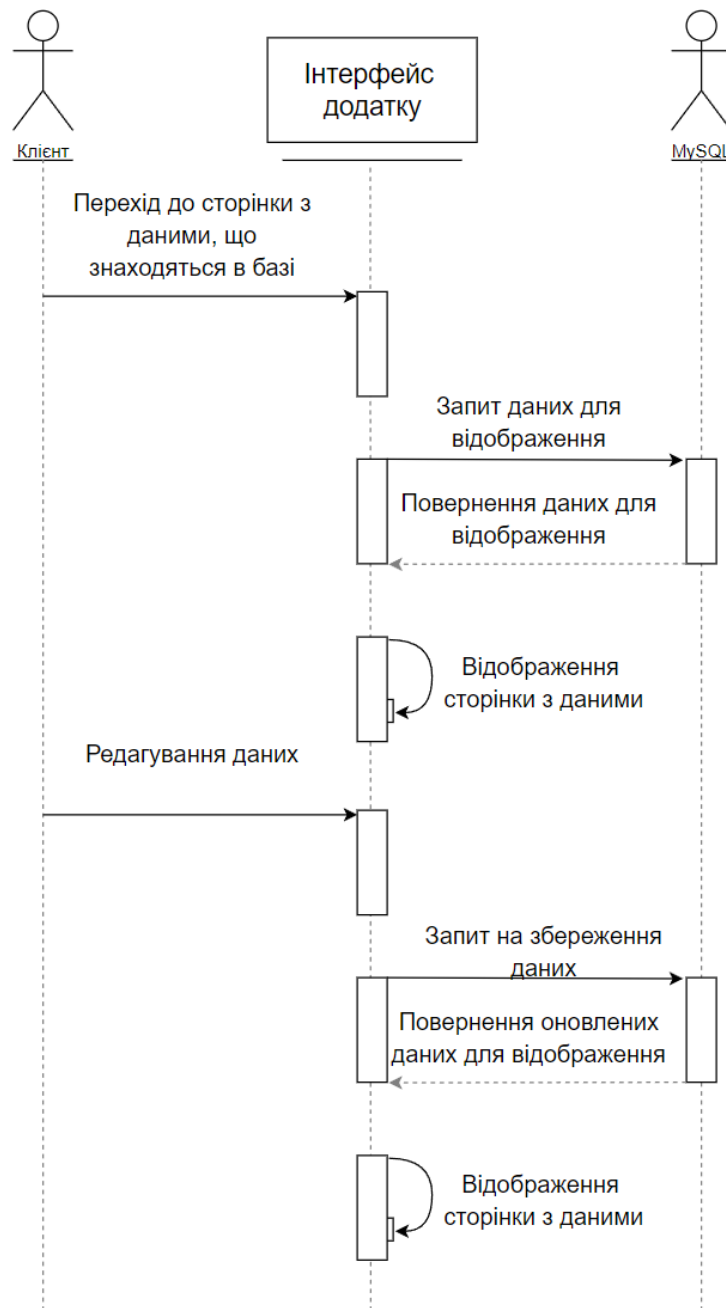 Інтерфейс
додатку
Клієнт
MySQL
Перехід до сторінки з
даними, що
знаходяться в базі
Запит даних для
відображення
Повернення даних для
відображення
Відображення
сторінки з даними
Редагування даних
Запит на збереження
даних
Повернення оновлених
даних для відображення
Відображення
сторінки з даними